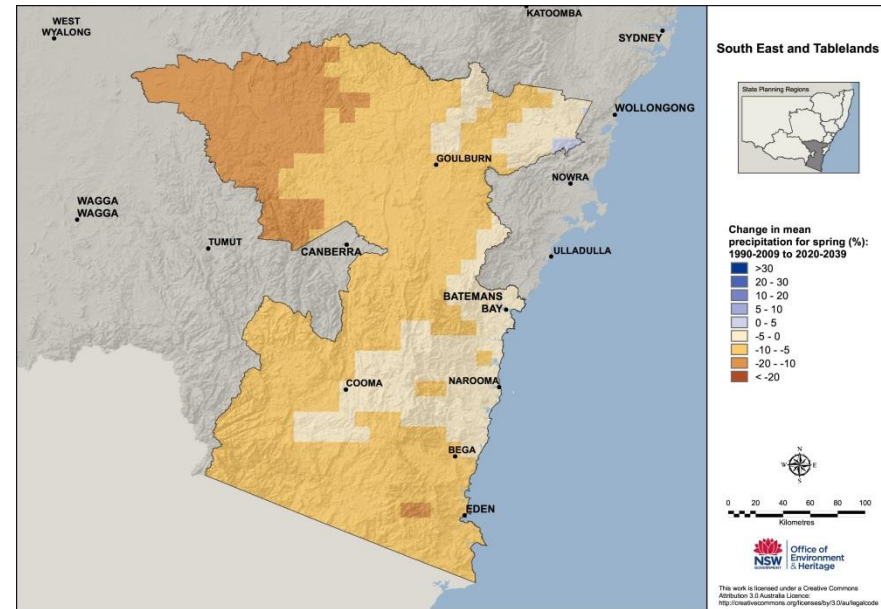 WEST
WYALONG
KATOOMBA
SYDNEY
WOLLONGONG
GOULBURN
NOWRA
WAGGA
WAGGA
TUMUT
CANBERRA
ULLADULLA
BATEMANS
BAY
COOMA
NAROOMA
BEGA
EDEN
South East and Tablelands
State Planning Regions
Change in mean
precipitation for spring (%):
1990-2009 to 2020-2039
>30
20 - 30
10 - 20
5 - 10
0 - 5
-5 - 0
-10 - -5
-20 - -10
< -20
N
W E
S
0 20 40 60 80 100
Kilometres
NSW
GOVERNMENT
Office of
Environment
& Heritage
This work is licensed under a Creative Commons
Attribution 3.0 Australia Licence:
http://creativecommons.org/licenses/by/3.0/au/legalcode